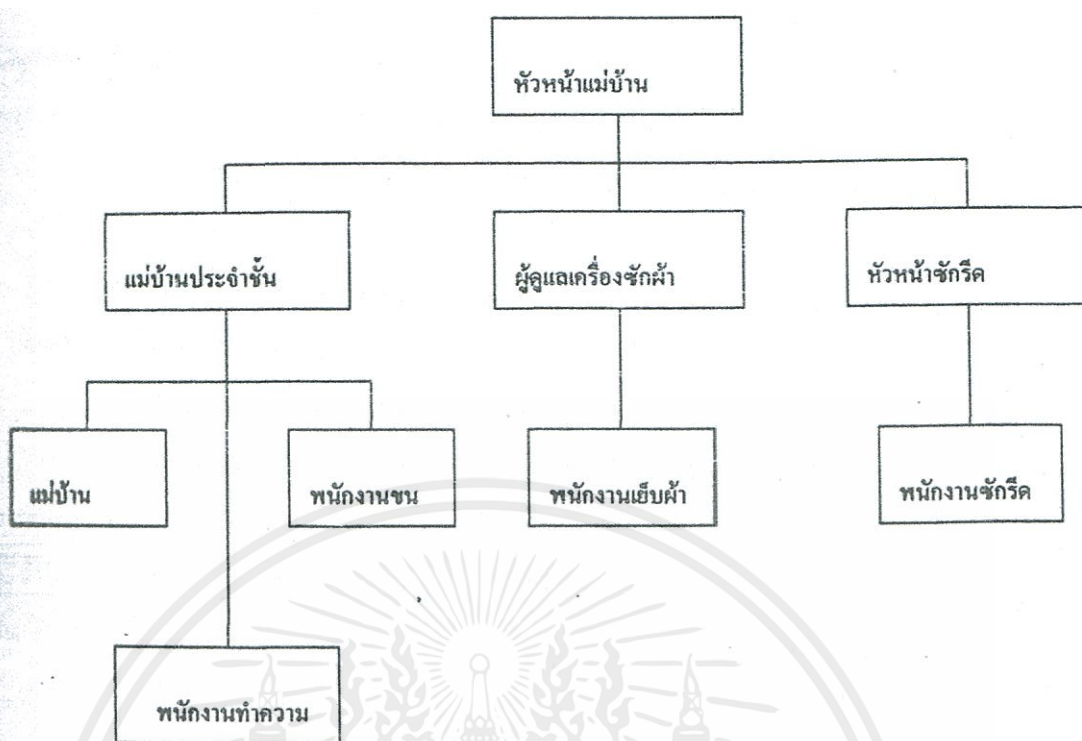 หัวหน้าแม่บ้าน
แม่บ้านประจำชั้น
ผู้ดูแลเครื่องซักผ้า
หัวหน้าซักรีด
แม่บ้าน
พนักงานขน
พนักงานเย็บผ้า
พนักงานซักรีด
พนักงานทำความ